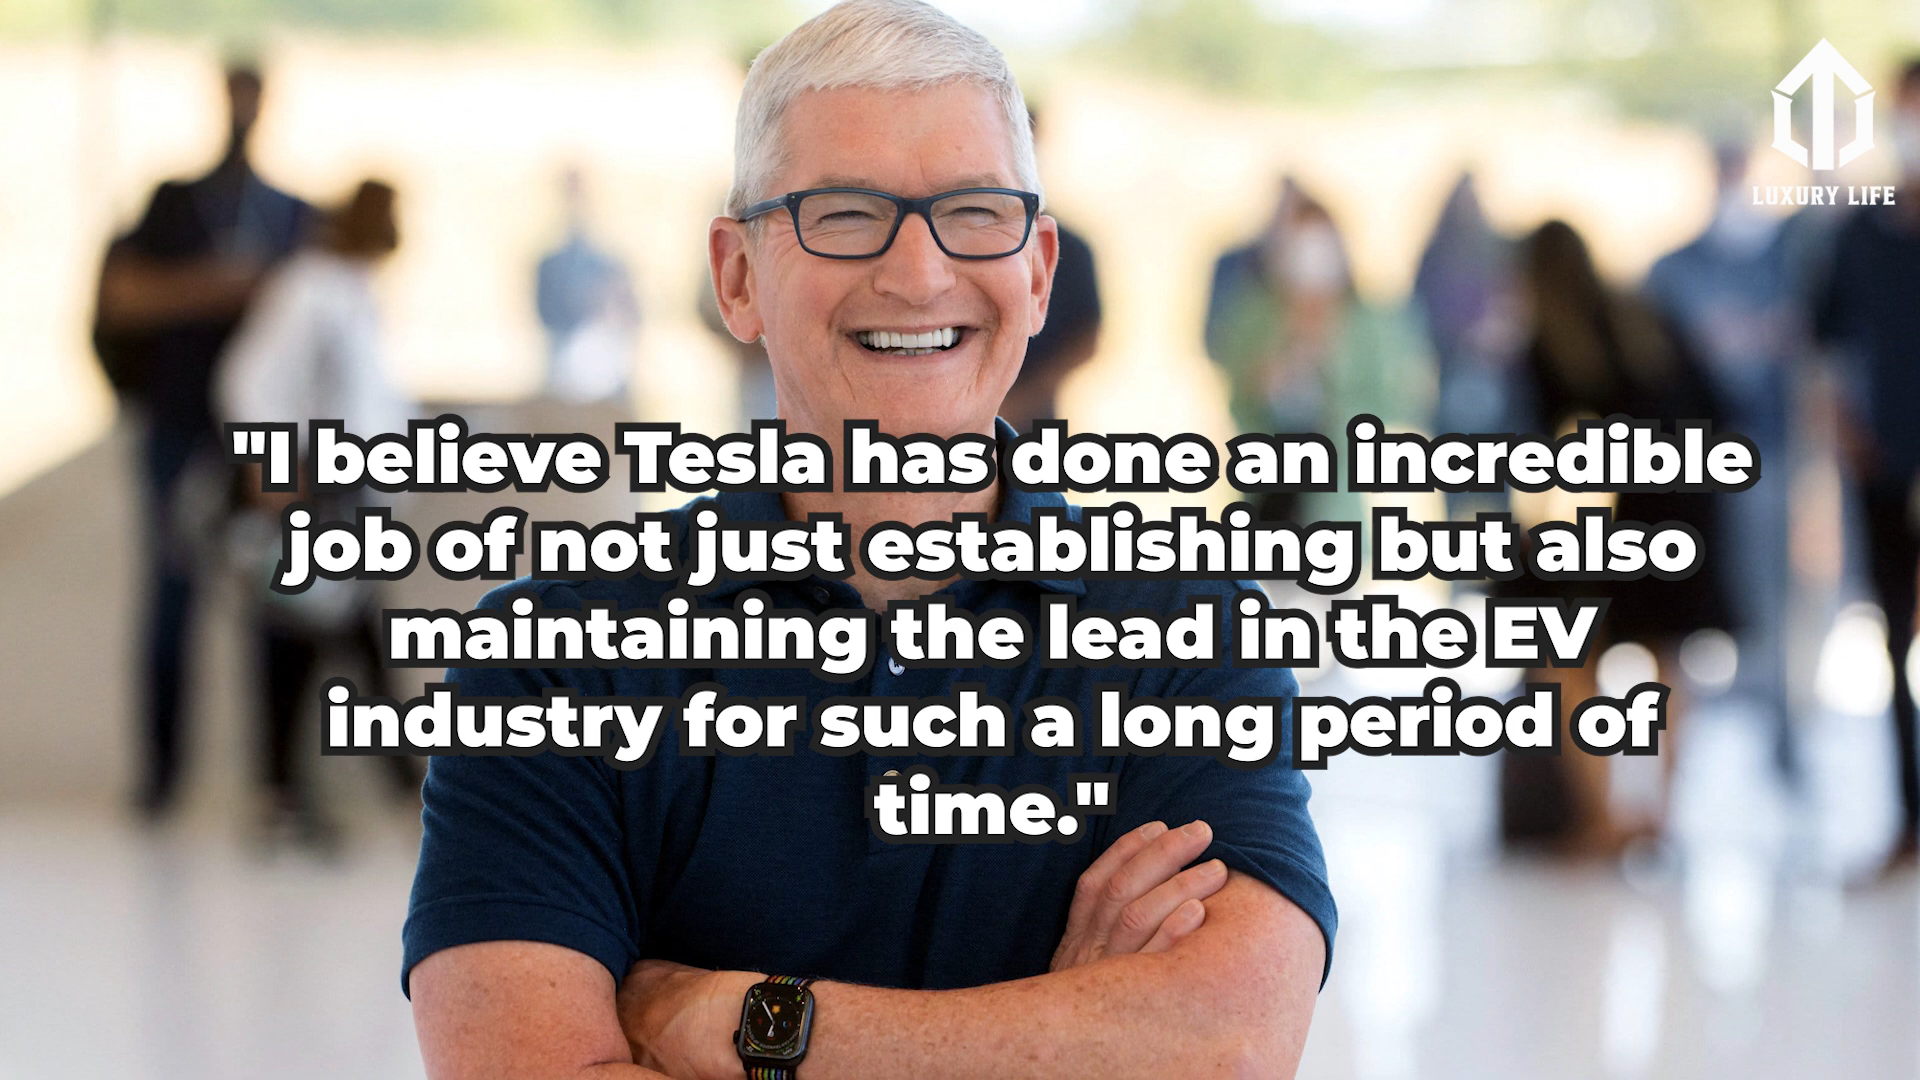 LUXURY LIFE
"I believe Tesla has done an incredible
job of not just establishing but also
maintaining the lead in the EV
industry for such a long period of
time."